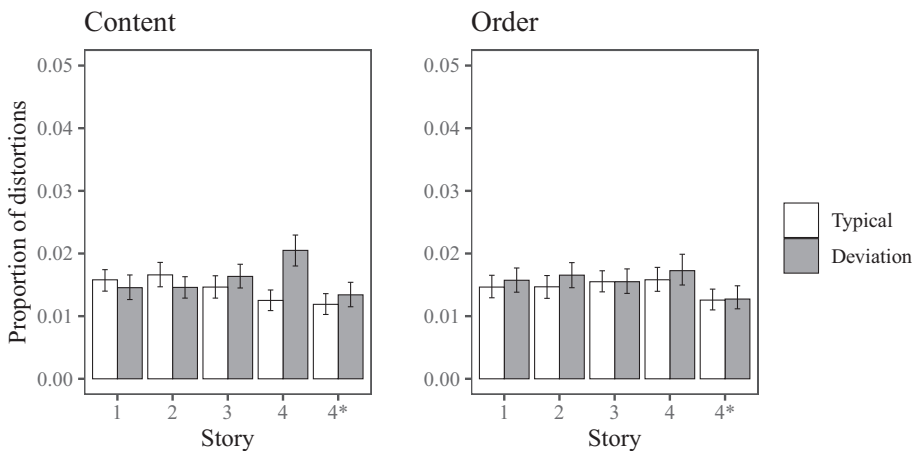 Content
Order
Proportion of distortions
0.05
0.04
0.03
0.02
0.01
0.00
1 2 3 4 4*
Story
0.05
0.04
0.03
0.02
0.01
0.00
1 2 3 4 4*
Story
Typical
Deviation